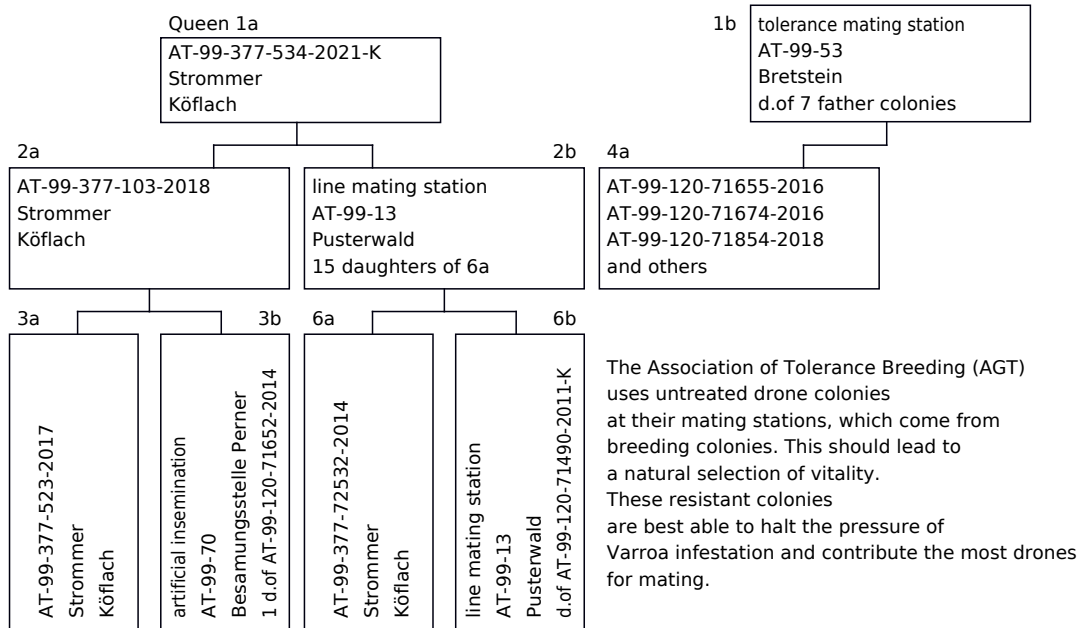 Queen 1a
AT-99-377-534-2021-K
Strommer
Köflach
1b
tolerance mating station
AT-99-53
Bretstein
d.of 7 father colonies
2a
AT-99-377-103-2018
Strommer
Köflach
2b
line mating station
AT-99-13
Pusterwald
15 daughters of 6a
4a
AT-99-120-71655-2016
AT-99-120-71674-2016
AT-99-120-71854-2018
and others
3a
AT-99-377-523-2017
Strommer
Köflach
3b
artificial insemination
AT-99-70
Besamungsstelle Perner
1 d.of AT-99-120-71652-2014
6a
AT-99-377-72532-2014
Strommer
Köflach
6b
line mating station
AT-99-13
Pusterwald
d.of AT-99-120-71490-2011-K
The Association of Tolerance Breeding (AGT)
uses untreated drone colonies
at their mating stations, which come from
breeding colonies. This should lead to
a natural selection of vitality.
These resistant colonies
are best able to halt the pressure of
Varroa infestation and contribute the most drones
for mating.